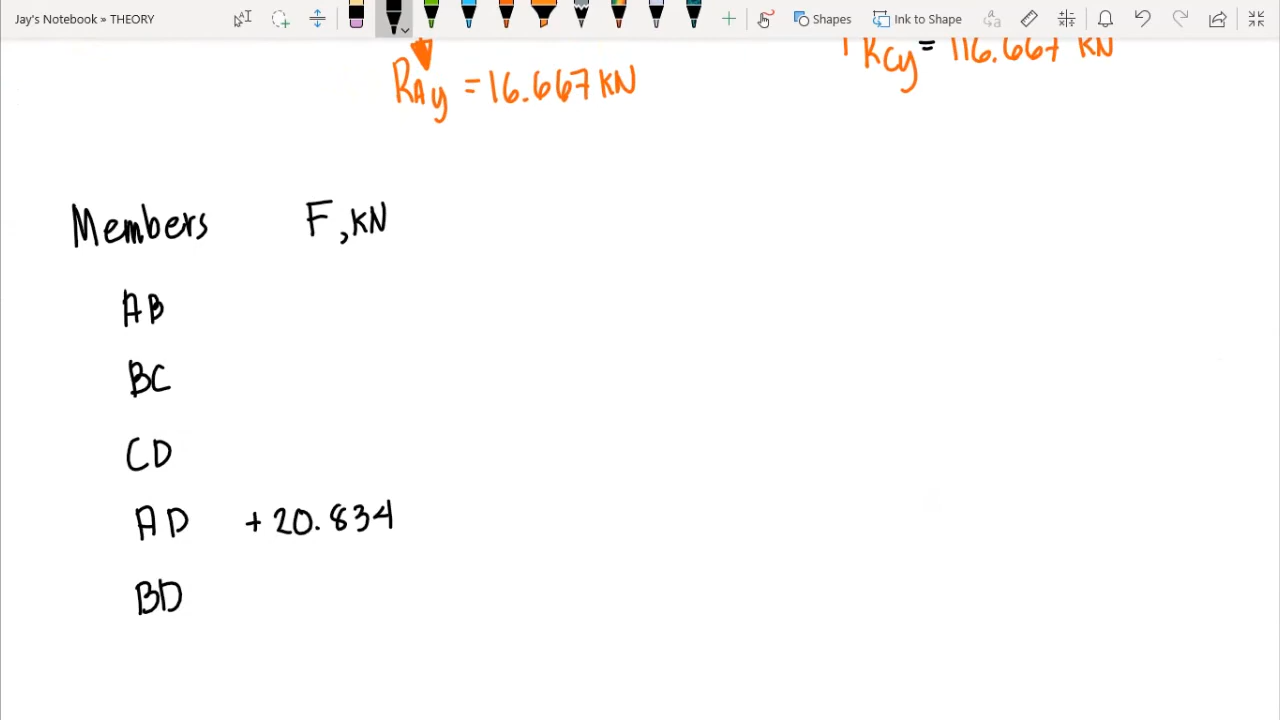 Jay's Notebook » THEORY
Shapes
Ink to Shape
RAy = 16.667 KN
RCy = 116.667 KN
Members F, KN
AB
BC
CD
AD + 20.834
BD